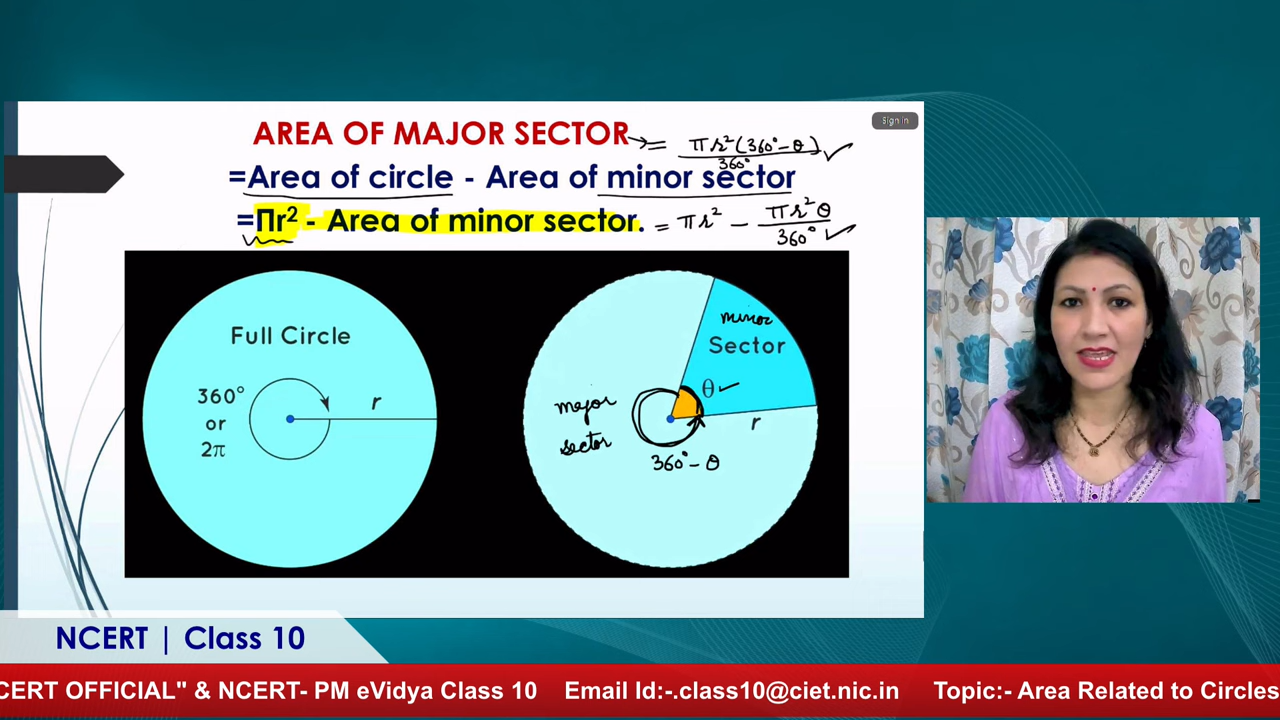 Sign in
AREA OF MAJOR SECTOR → = πr²(360°-θ) / 360° ✓
=Area of circle - Area of minor sector
=Πr² - Area of minor sector. = πr² - πr²θ / 360° ✓
Full Circle
360°
or
2π
r
minor
Sector
θ ✓
r
major
sector
360°-θ
NCERT | Class 10
CERT OFFICIAL" & NCERT- PM eVidya Class 10 Email Id:-.class10@ciet.nic.in Topic:- Area Related to Circles